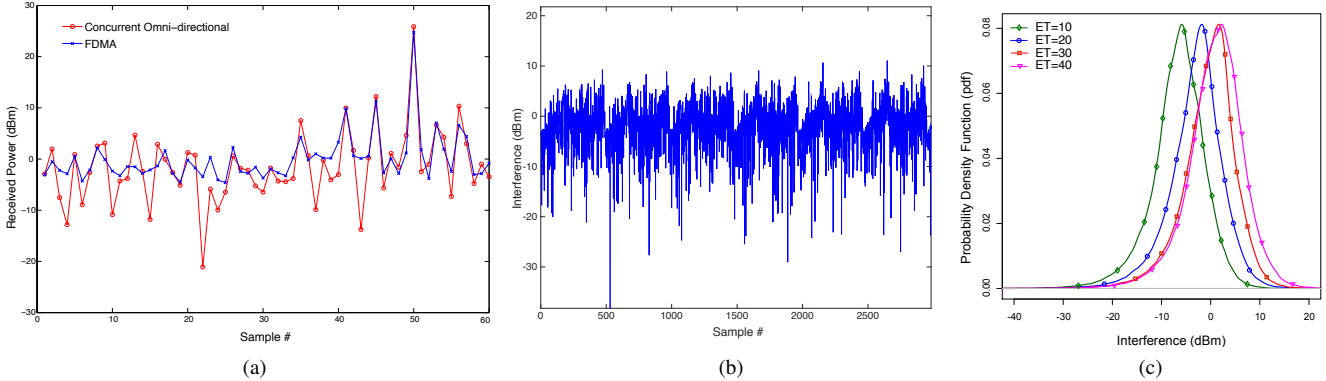 Concurrent Omni-directional
FDMA
Received Power (dBm)
30
20
10
0
-10
-20
-30
0
10
20
30
40
50
60
Sample #
(a)
Interference (dBm)
20
10
0
-10
-20
-30
0
500
1000
1500
2000
2500
Sample #
(b)
ET=10
ET=20
ET=30
ET=40
Probability Density Function (pdf)
0.08
0.06
0.04
0.02
0.00
-40
-30
-20
-10
0
10
20
Interference (dBm)
(c)